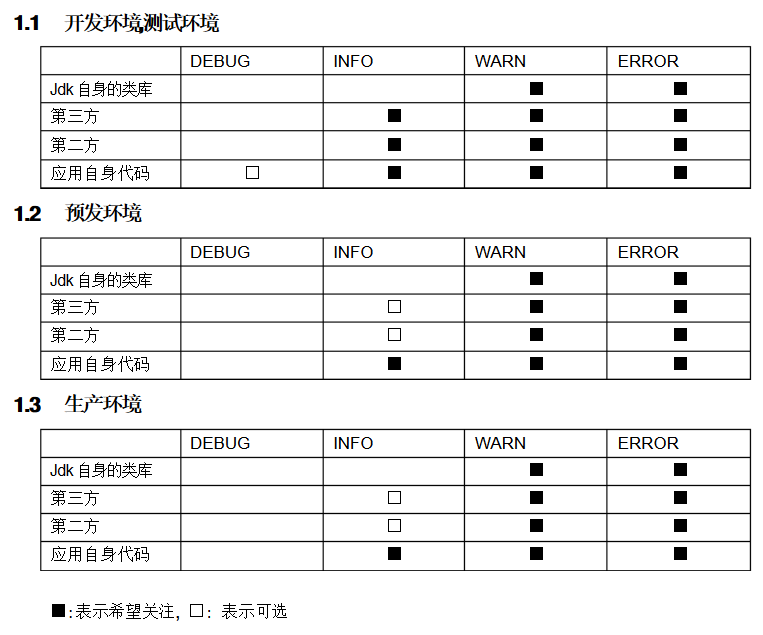 1.1 开发环境,测试环境
DEBUG INFO WARN ERROR
Jdk 自身的类库 ■ ■
第三方 ■ ■ ■
第二方 ■ ■ ■
应用自身代码 □ ■ ■ ■
1.2 预发环境
DEBUG INFO WARN ERROR
Jdk 自身的类库 ■ ■
第三方 □ ■ ■
第二方 □ ■ ■
应用自身代码 ■ ■ ■
1.3 生产环境
DEBUG INFO WARN ERROR
Jdk 自身的类库 ■ ■
第三方 □ ■ ■
第二方 □ ■ ■
应用自身代码 ■ ■ ■
■:表示希望关注, □: 表示可选